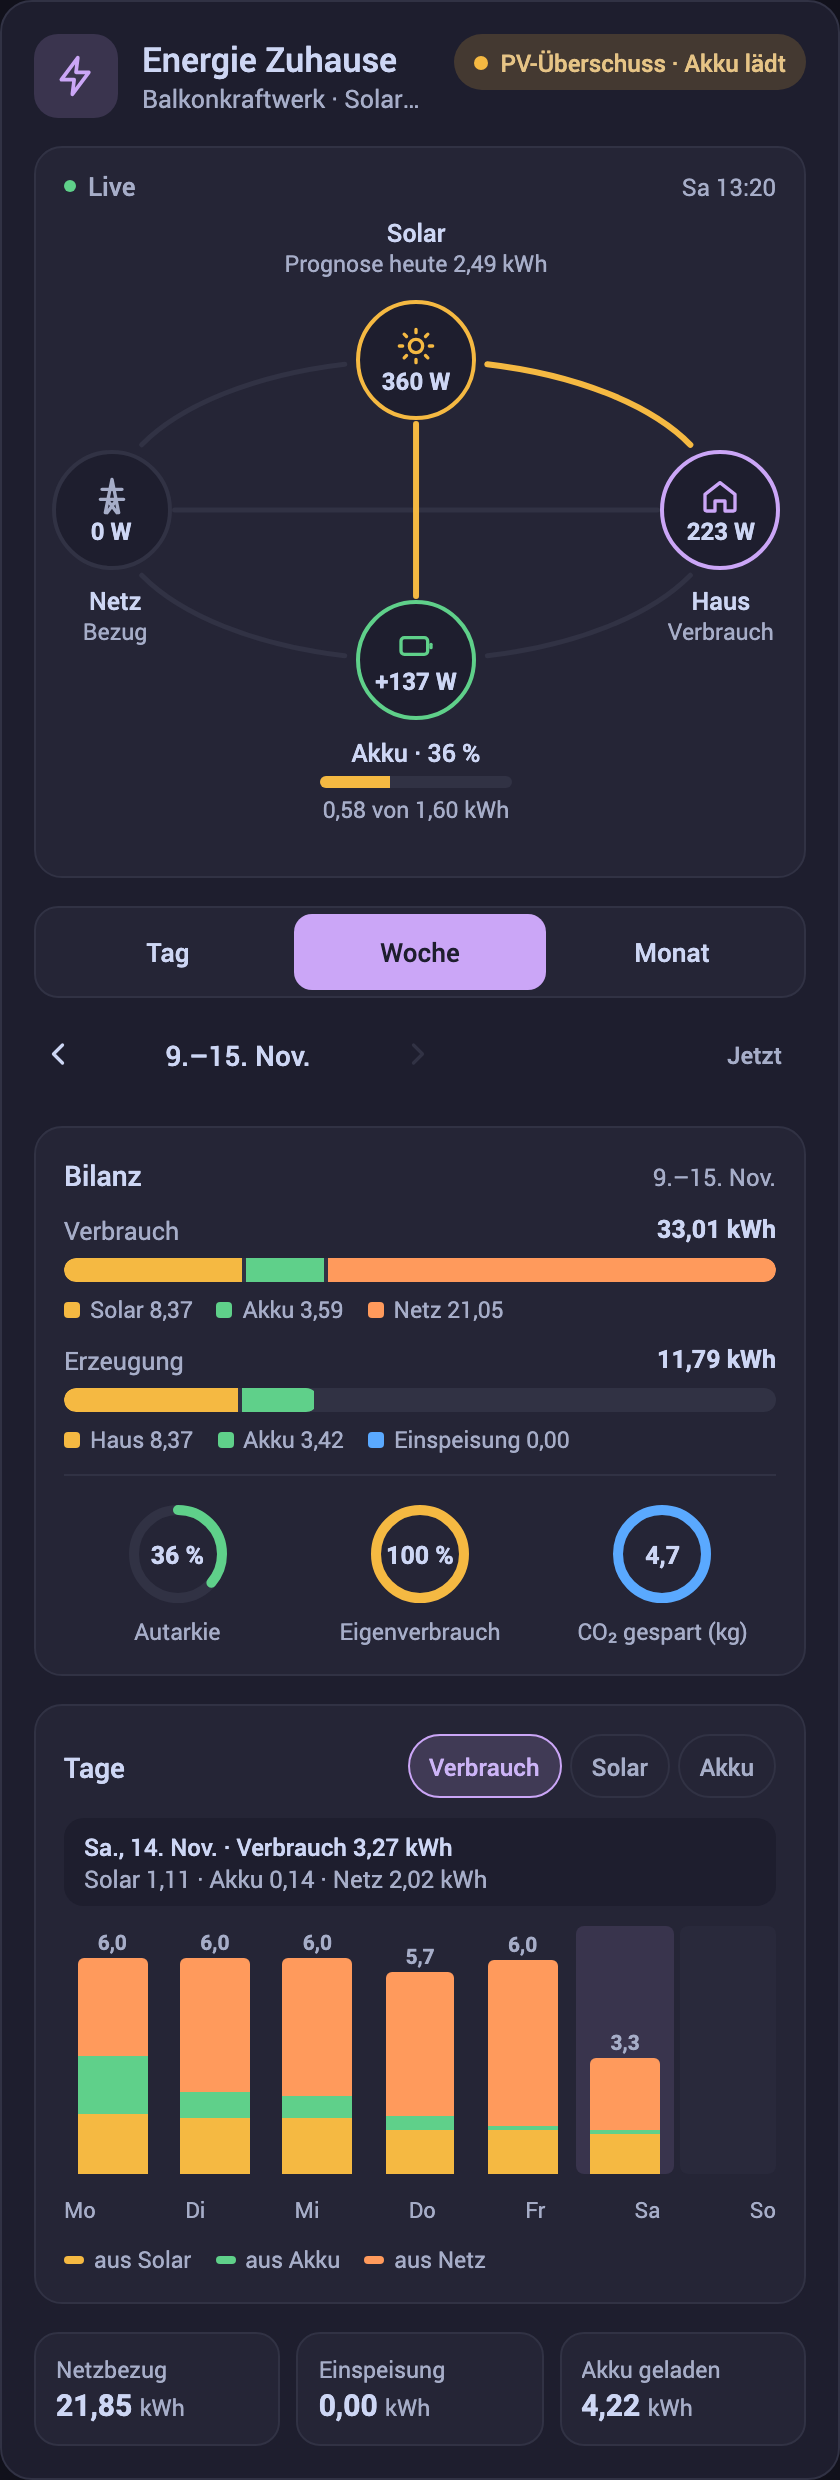 Energie Zuhause
Balkonkraftwerk · Solar…
PV-Überschuss · Akku lädt
Live
Sa 13:20
Solar
Prognose heute 2,49 kWh
360 W
0 W
223 W
Netz
Bezug
Haus
Verbrauch
+137 W
Akku · 36 %
0,58 von 1,60 kWh
Tag
Woche
Monat
9.–15. Nov.
Jetzt
Bilanz
9.–15. Nov.
Verbrauch
33,01 kWh
Solar 8,37
Akku 3,59
Netz 21,05
Erzeugung
11,79 kWh
Haus 8,37
Akku 3,42
Einspeisung 0,00
36 %
100 %
4,7
Autarkie
Eigenverbrauch
CO₂ gespart (kg)
Tage
Verbrauch
Solar
Akku
Sa., 14. Nov. · Verbrauch 3,27 kWh
Solar 1,11 · Akku 0,14 · Netz 2,02 kWh
6,0
6,0
6,0
5,7
6,0
3,3
Mo
Di
Mi
Do
Fr
Sa
So
aus Solar
aus Akku
aus Netz
Netzbezug
21,85 kWh
Einspeisung
0,00 kWh
Akku geladen
4,22 kWh